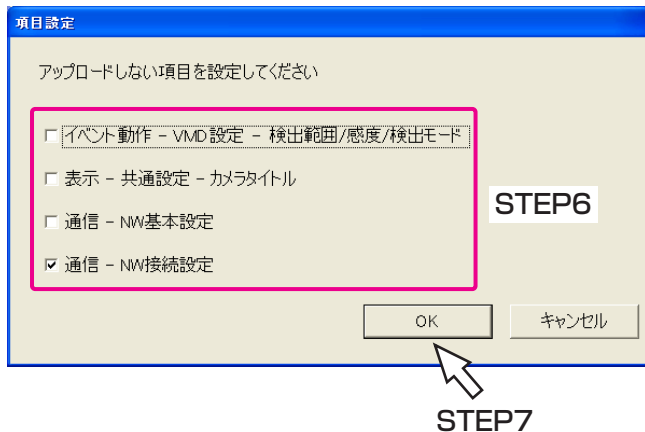 項目設定
アップロードしない項目を設定してください
イベント動作 - VMD設定 - 検出範囲/感度/検出モード
表示 - 共通設定 - カメラタイトル
STEP6
通信 - NW基本設定
通信 - NW接続設定
OK キャンセル
STEP7